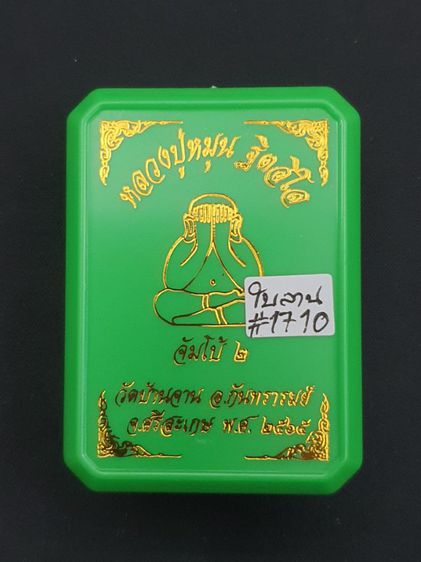 หลวงปู่หมุน ฐิตสีโล
ใบลาน
#1710
จัมโบ้ ๒
วัดบ้านจาน อ.กันทรารมย์
จ.ศรีสะเกษ พ.ศ. ๒๕๖๕